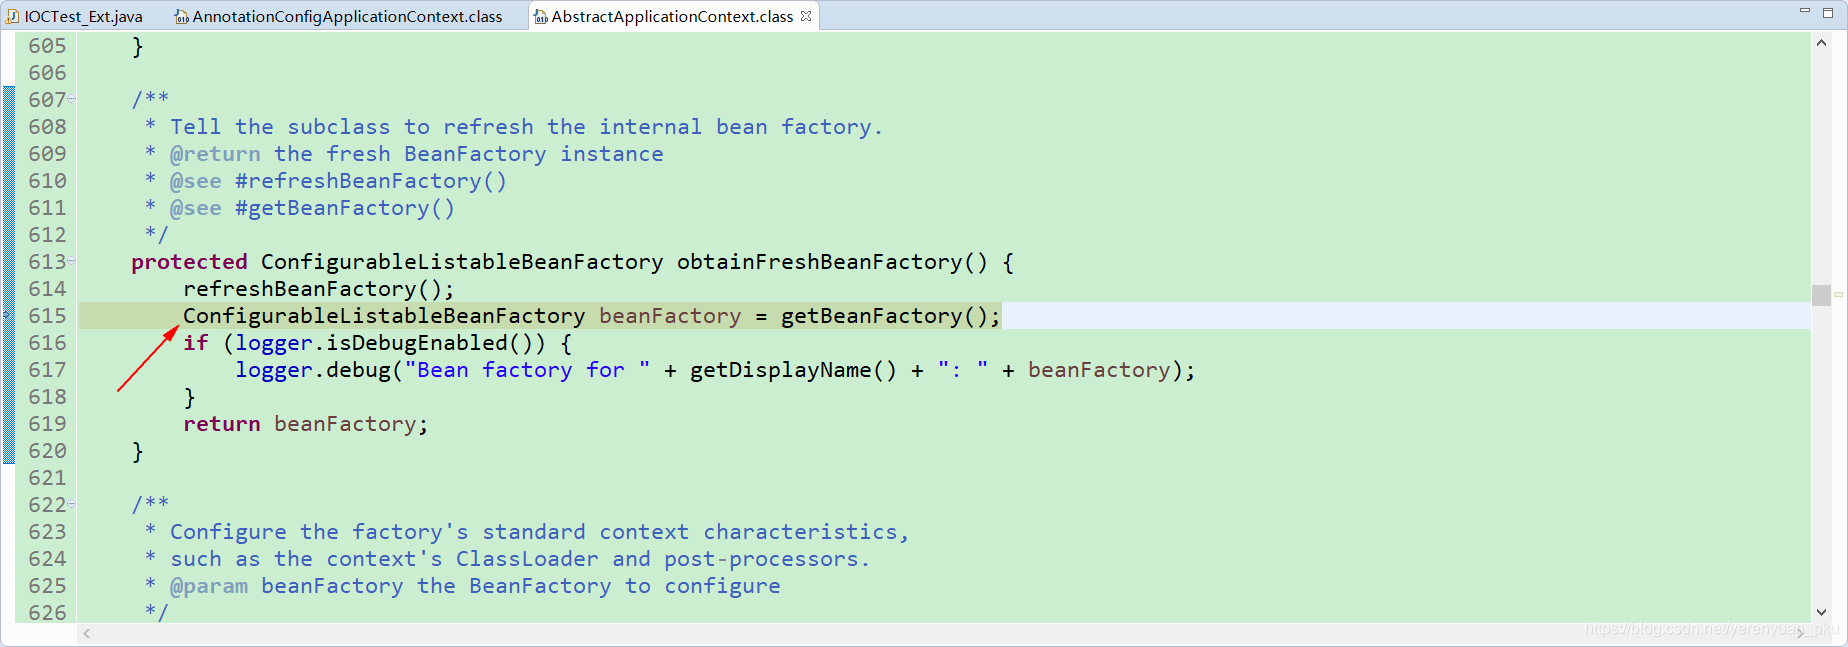 IOCTest_Ext.java AnnotationConfigApplicationContext.class AbstractApplicationContext.class
605 }
606
607 /**
608 * Tell the subclass to refresh the internal bean factory.
609 * @return the fresh BeanFactory instance
610 * @see #refreshBeanFactory()
611 * @see #getBeanFactory()
612 */
613 protected ConfigurableListableBeanFactory obtainFreshBeanFactory() {
614 refreshBeanFactory();
615 ConfigurableListableBeanFactory beanFactory = getBeanFactory();
616 if (logger.isDebugEnabled()) {
617 logger.debug("Bean factory for " + getDisplayName() + ": " + beanFactory);
618 }
619 return beanFactory;
620 }
621
622 /**
623 * Configure the factory's standard context characteristics,
624 * such as the context's ClassLoader and post-processors.
625 * @param beanFactory the BeanFactory to configure
626 */
https://blog.csdn.net/yerenyuan_pku